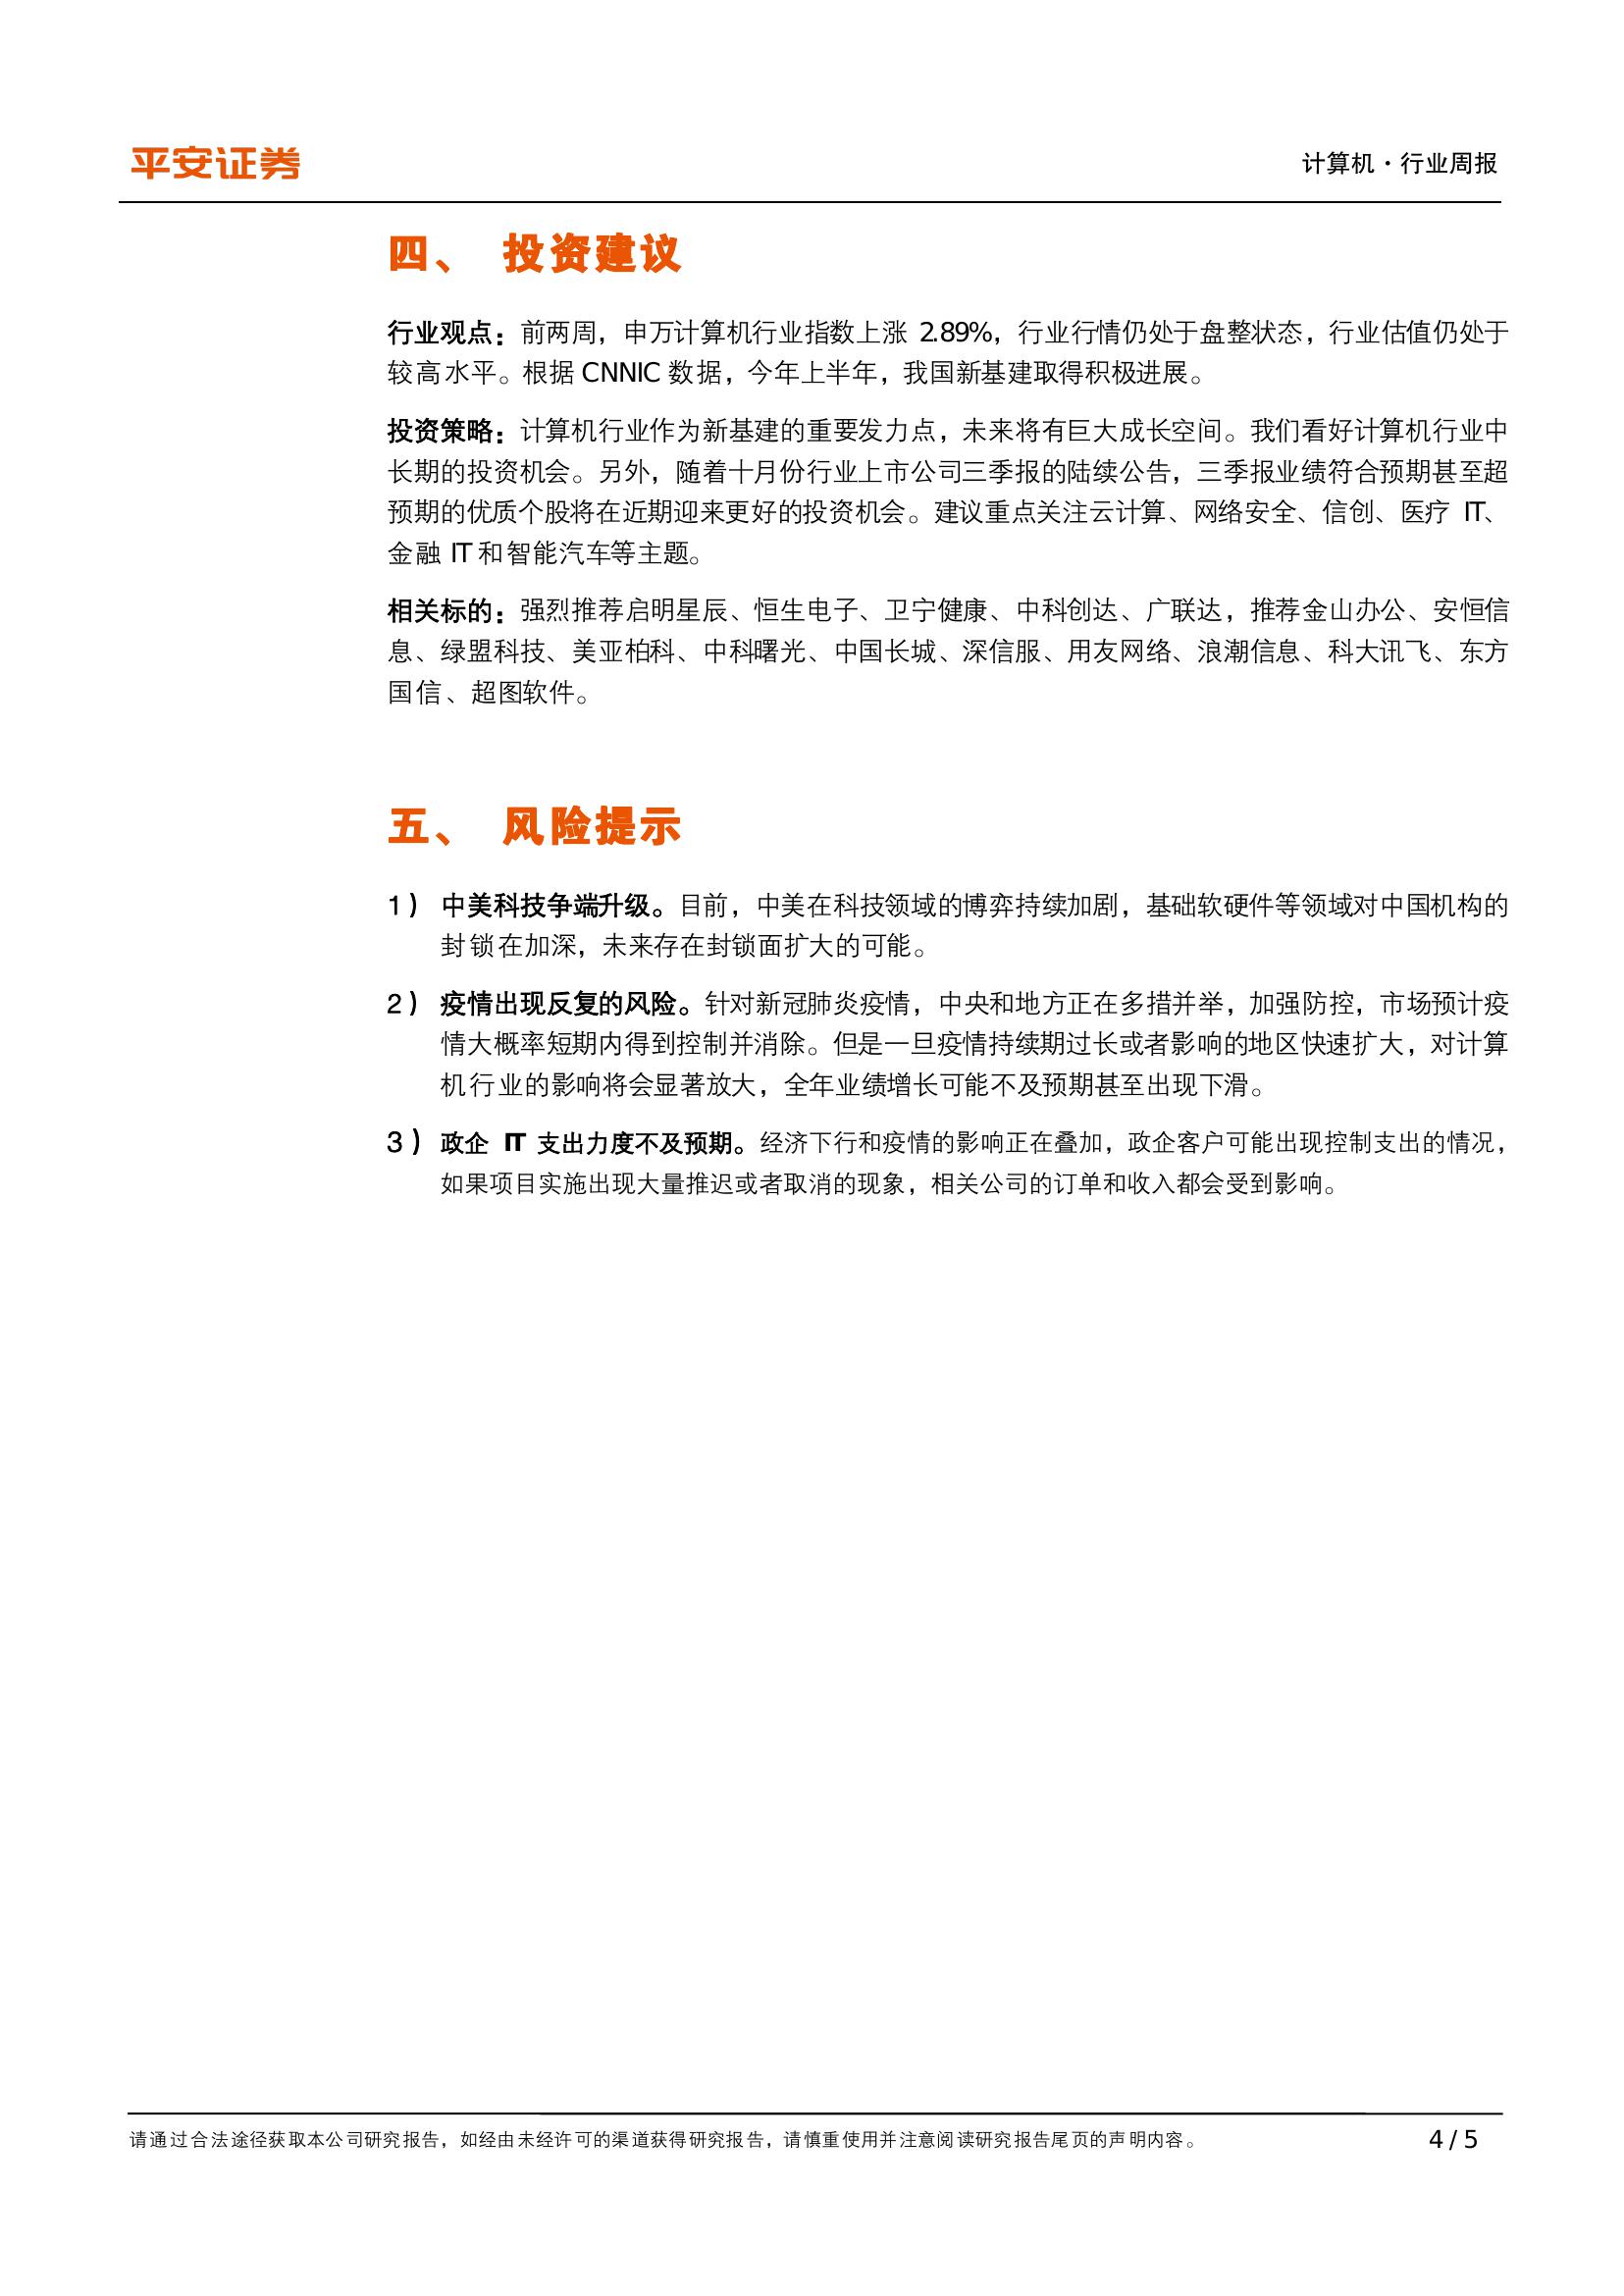 平安证券
计算机·行业周报
四、 投资建议
行业观点：前两周，申万计算机行业指数上涨 2.89%，行业行情仍处于盘整状态，行业估值仍处于
较高水平。根据 CNNIC 数据，今年上半年，我国新基建取得积极进展。
投资策略：计算机行业作为新基建的重要发力点，未来将有巨大成长空间。我们看好计算机行业中
长期的投资机会。另外，随着十月份行业上市公司三季报的陆续公告，三季报业绩符合预期甚至超
预期的优质个股将在近期迎来更好的投资机会。建议重点关注云计算、网络安全、信创、医疗 IT、
金融 IT 和智能汽车等主题。
相关标的：强烈推荐启明星辰、恒生电子、卫宁健康、中科创达、广联达，推荐金山办公、安恒信
息、绿盟科技、美亚柏科、中科曙光、中国长城、深信服、用友网络、浪潮信息、科大讯飞、东方
国信、超图软件。
五、 风险提示
1） 中美科技争端升级。目前，中美在科技领域的博弈持续加剧，基础软硬件等领域对中国机构的
封锁在加深，未来存在封锁面扩大的可能。
2） 疫情出现反复的风险。针对新冠肺炎疫情，中央和地方正在多措并举，加强防控，市场预计疫
情大概率短期内得到控制并消除。但是一旦疫情持续期过长或者影响的地区快速扩大，对计算
机行业的影响将会显著放大，全年业绩增长可能不及预期甚至出现下滑。
3） 政企 IT 支出力度不及预期。经济下行和疫情的影响正在叠加，政企客户可能出现控制支出的情况，
如果项目实施出现大量推迟或者取消的现象，相关公司的订单和收入都会受到影响。
请通过合法途径获取本公司研究报告，如经由未经许可的渠道获得研究报告，请慎重使用并注意阅读研究报告尾页的声明内容。
4 / 5